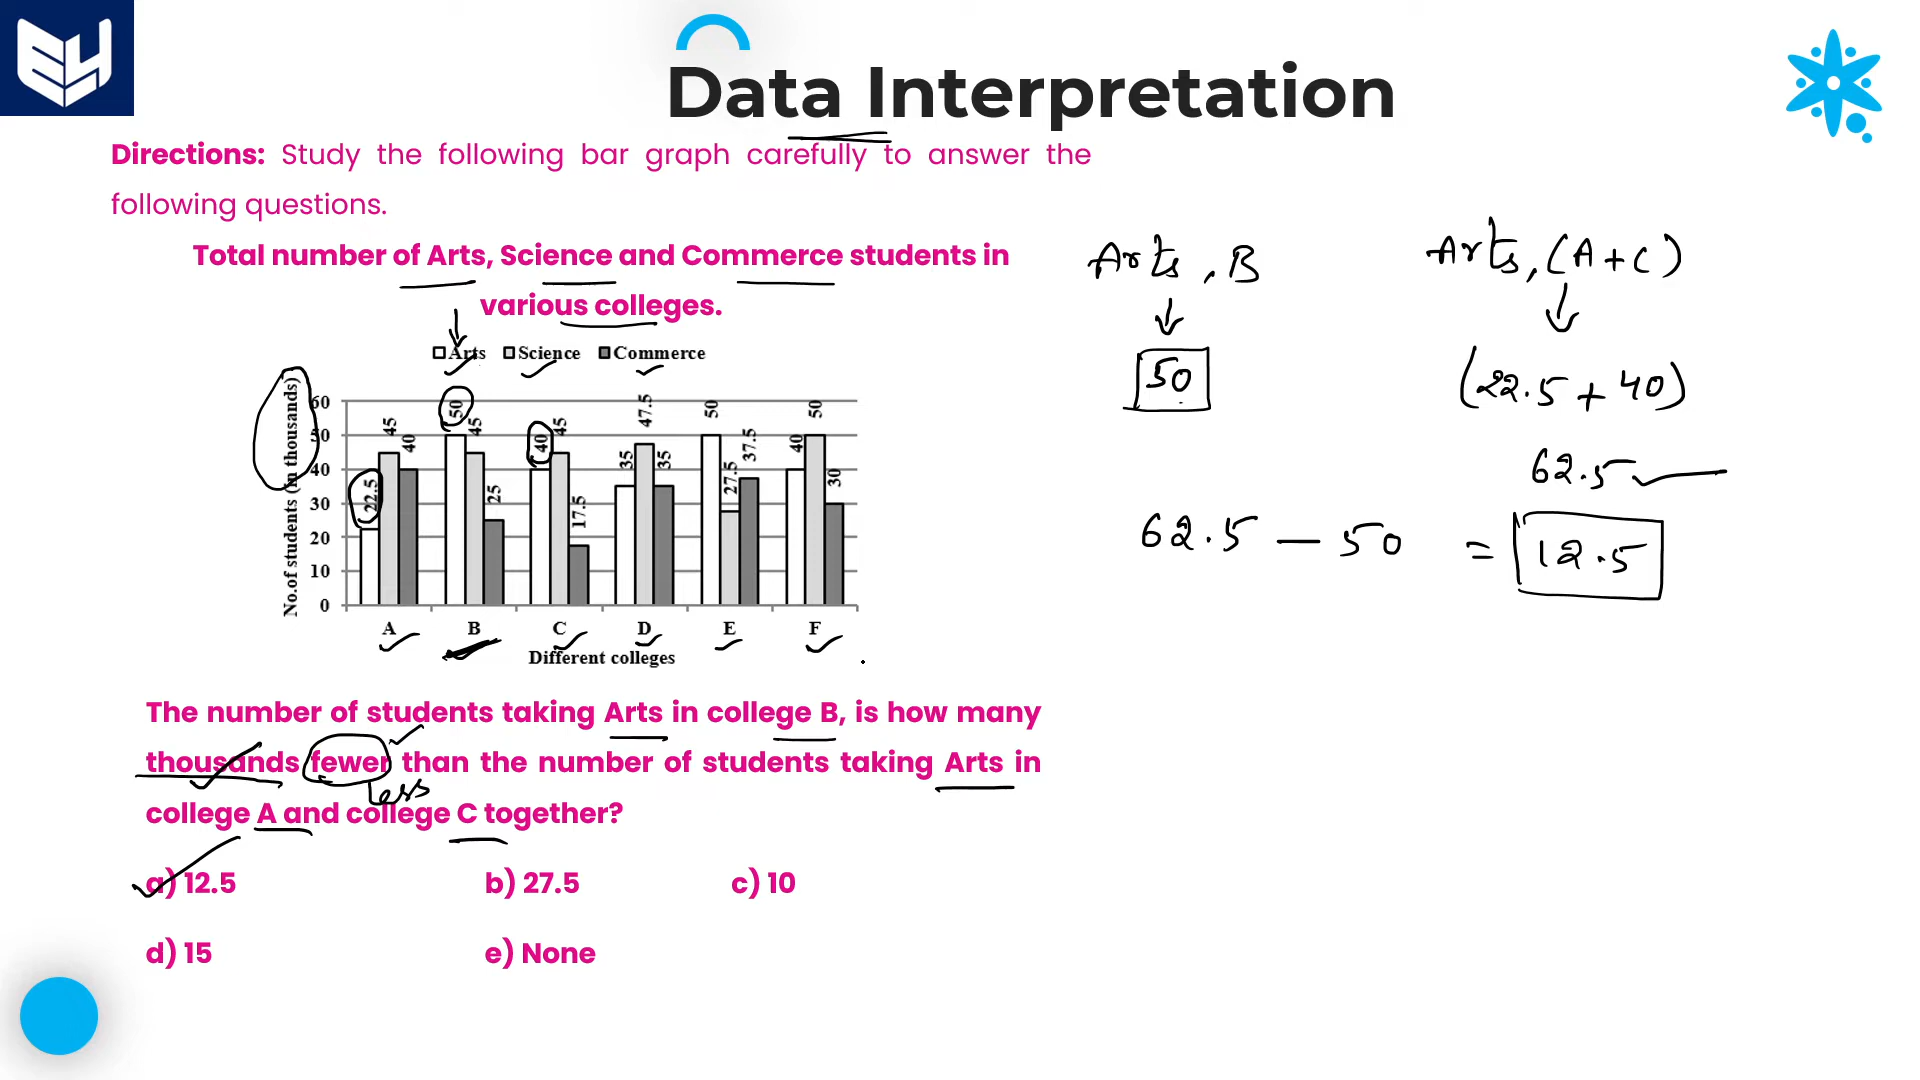 Data Interpretation
Directions: Study the following bar graph carefully to answer the
following questions.
Total number of Arts, Science and Commerce students in
various colleges.
Arts Science Commerce
No.of students (in thousands)
60
50
40
30
20
10
0
22.5 45 40
50 45 25
40 45 17.5
35 47.5 35
50 27.5 37.5
40 50 30
A B C D E F
Different colleges
The number of students taking Arts in college B, is how many
thousands fewer than the number of students taking Arts in
less
college A and college C together?
a) 12.5 b) 27.5 c) 10
d) 15 e) None
Arts, B
50
Arts, (A+C)
(22.5 + 40)
62.5
62.5 — 50 = 12.5